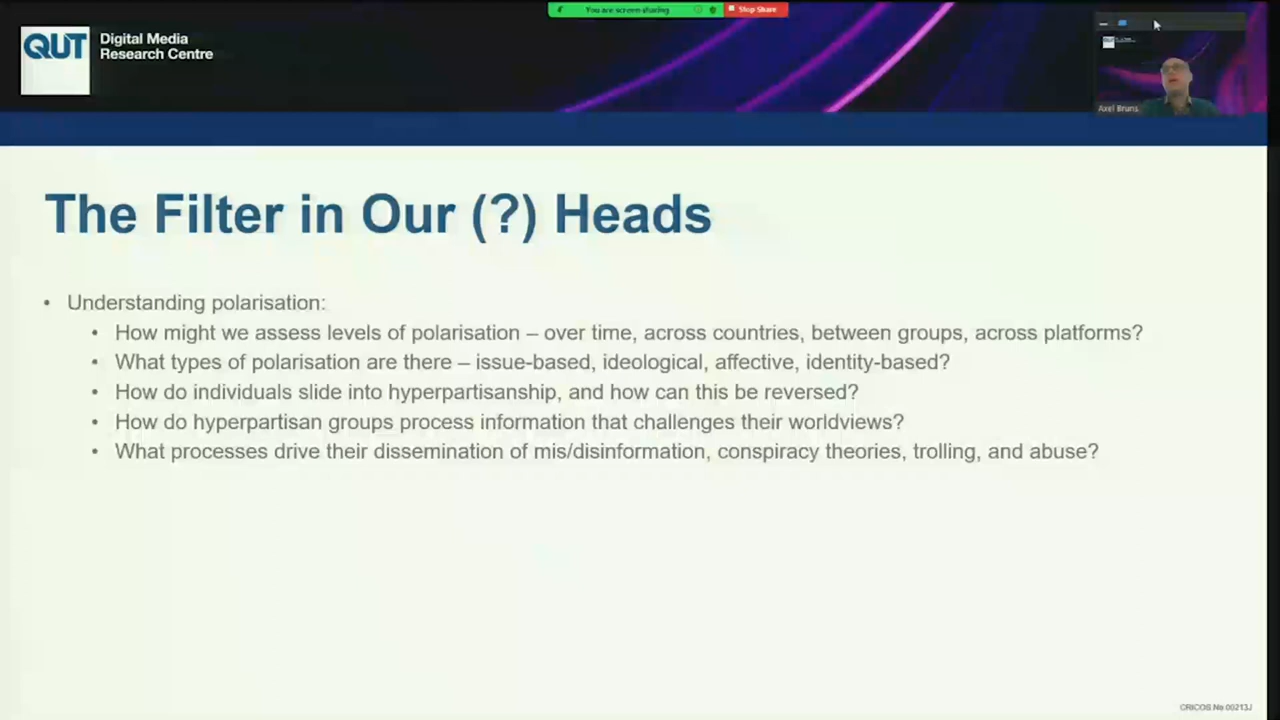 You are screen sharing
Stop Share
QUT
Digital Media
Research Centre
Axel Bruns
The Filter in Our (?) Heads
• Understanding polarisation:
• How might we assess levels of polarisation – over time, across countries, between groups, across platforms?
• What types of polarisation are there – issue-based, ideological, affective, identity-based?
• How do individuals slide into hyperpartisanship, and how can this be reversed?
• How do hyperpartisan groups process information that challenges their worldviews?
• What processes drive their dissemination of mis/disinformation, conspiracy theories, trolling, and abuse?
CRICOS No.00213J